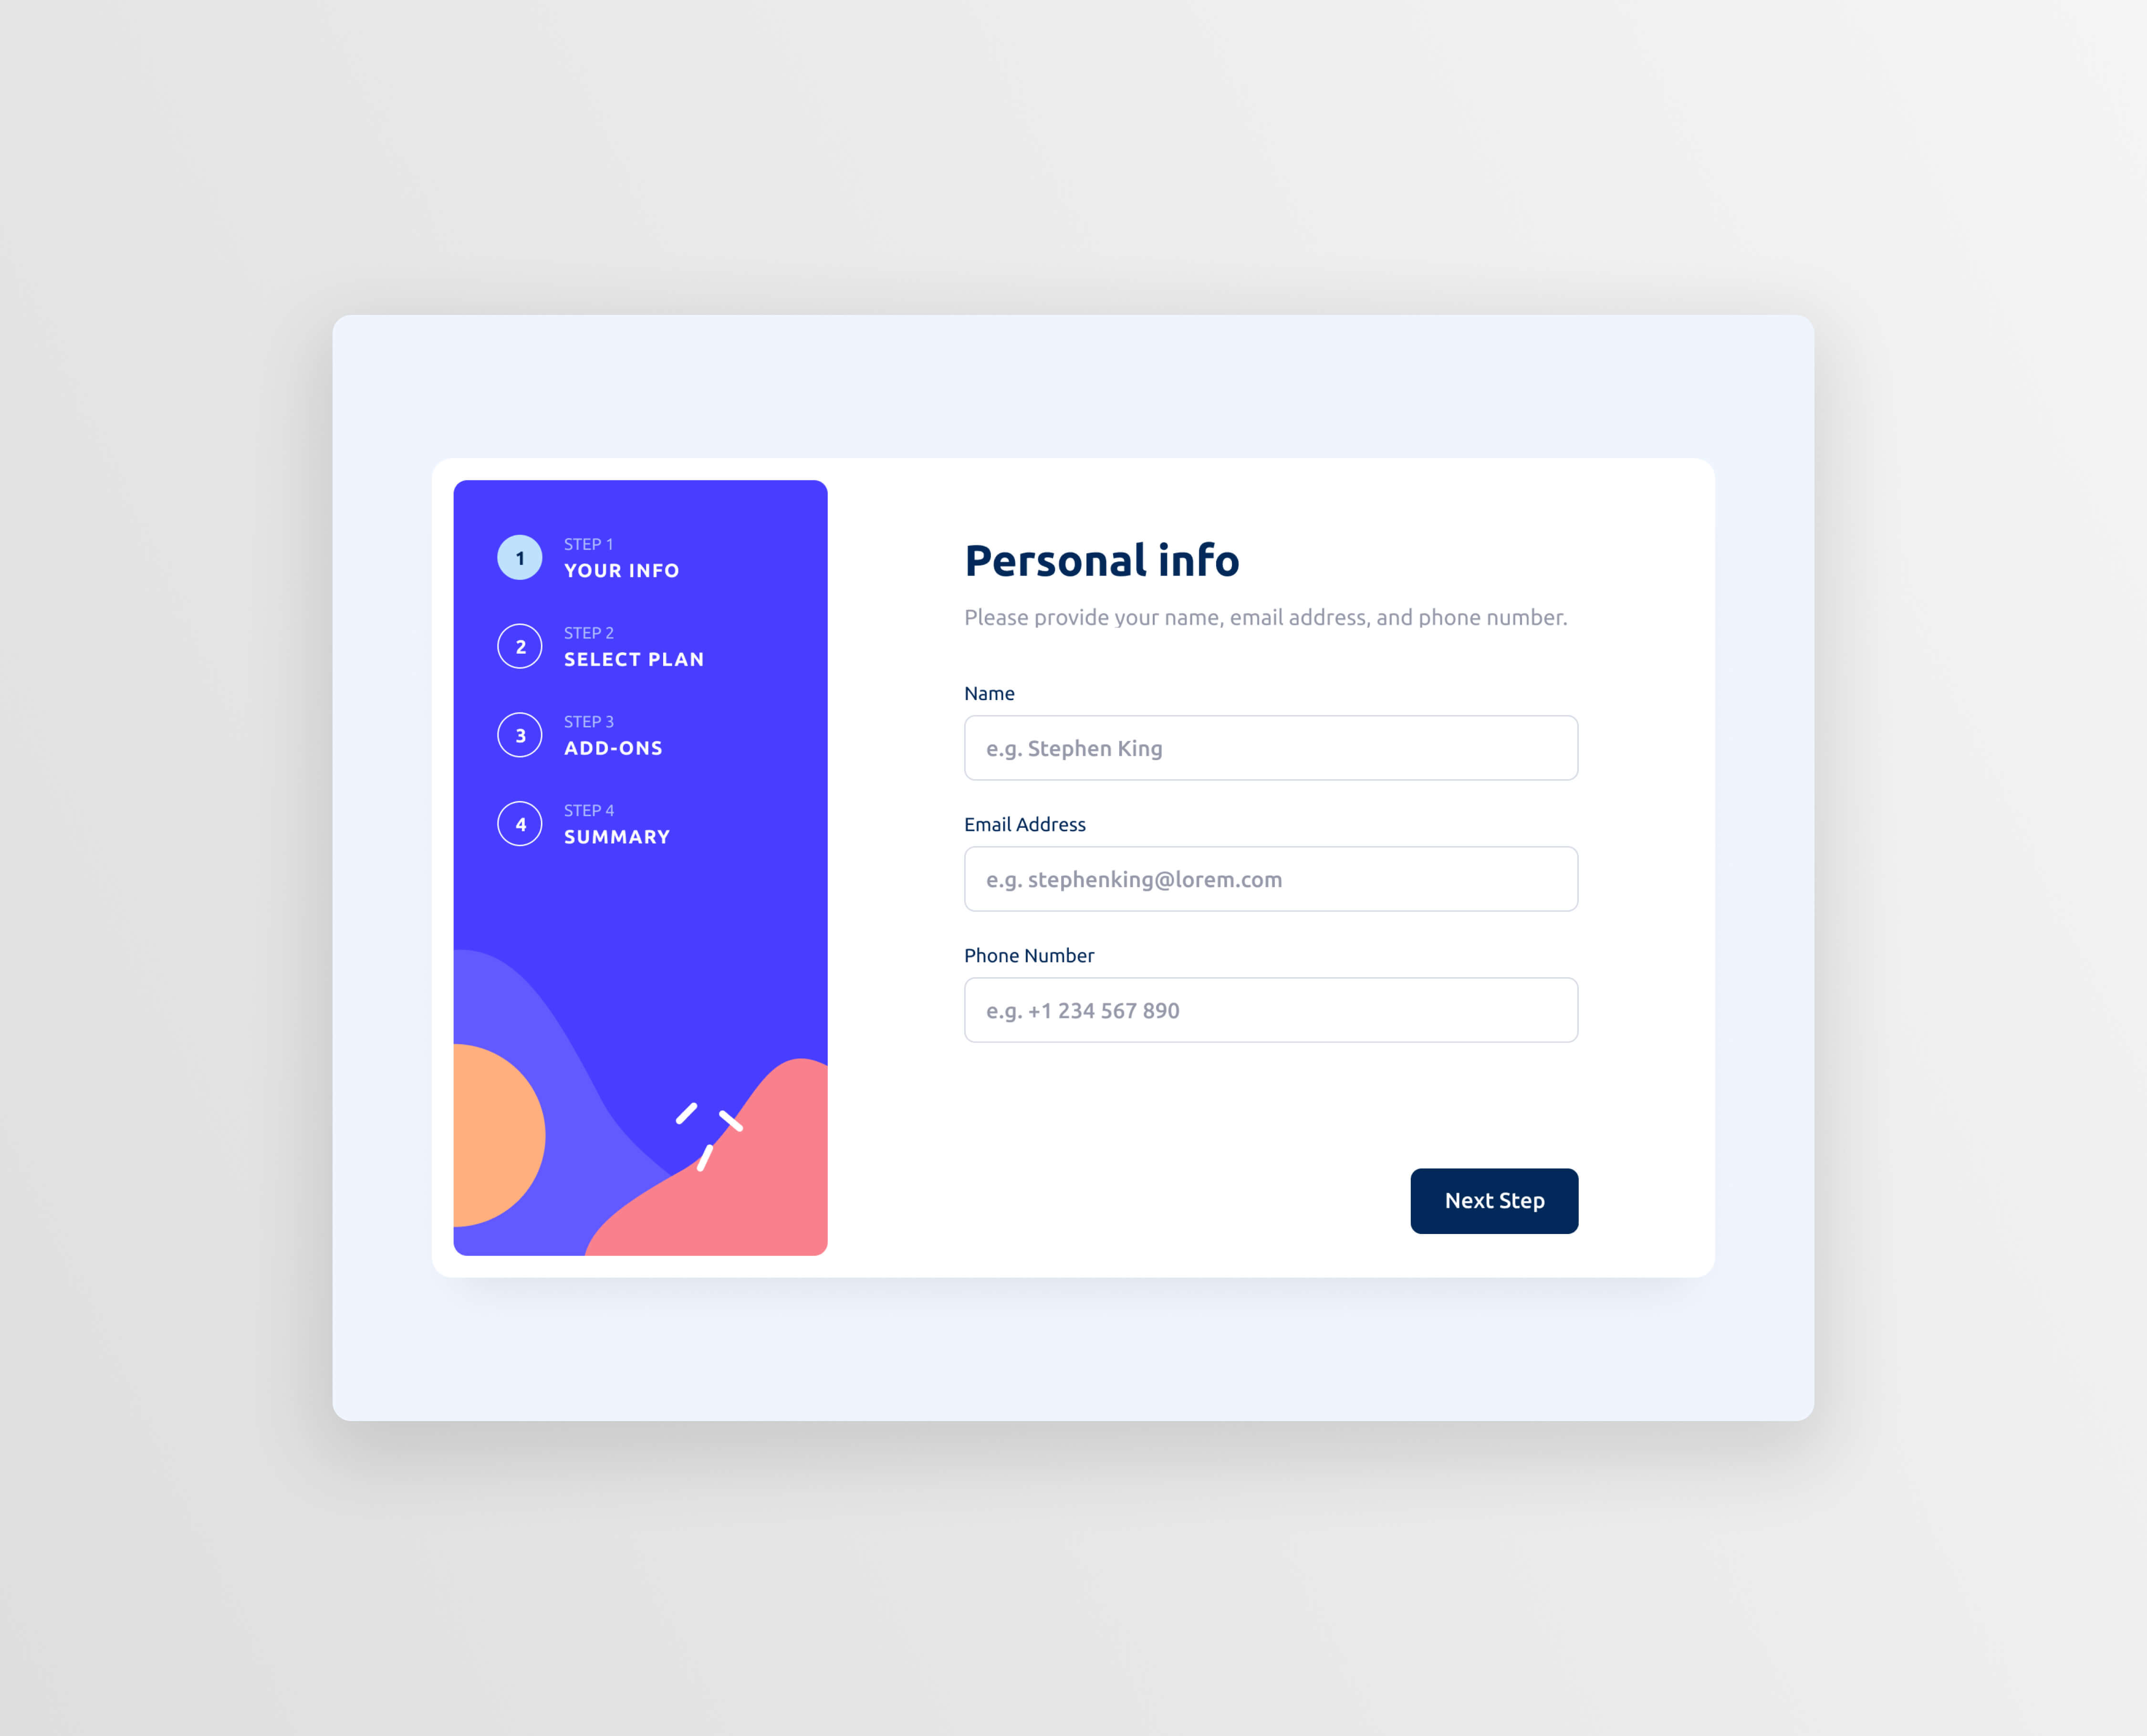 1
STEP 1
YOUR INFO
2
STEP 2
SELECT PLAN
3
STEP 3
ADD-ONS
4
STEP 4
SUMMARY
Personal info
Please provide your name, email address, and phone number.
Name
e.g. Stephen King
Email Address
e.g. stephenking@lorem.com
Phone Number
e.g. +1 234 567 890
Next Step